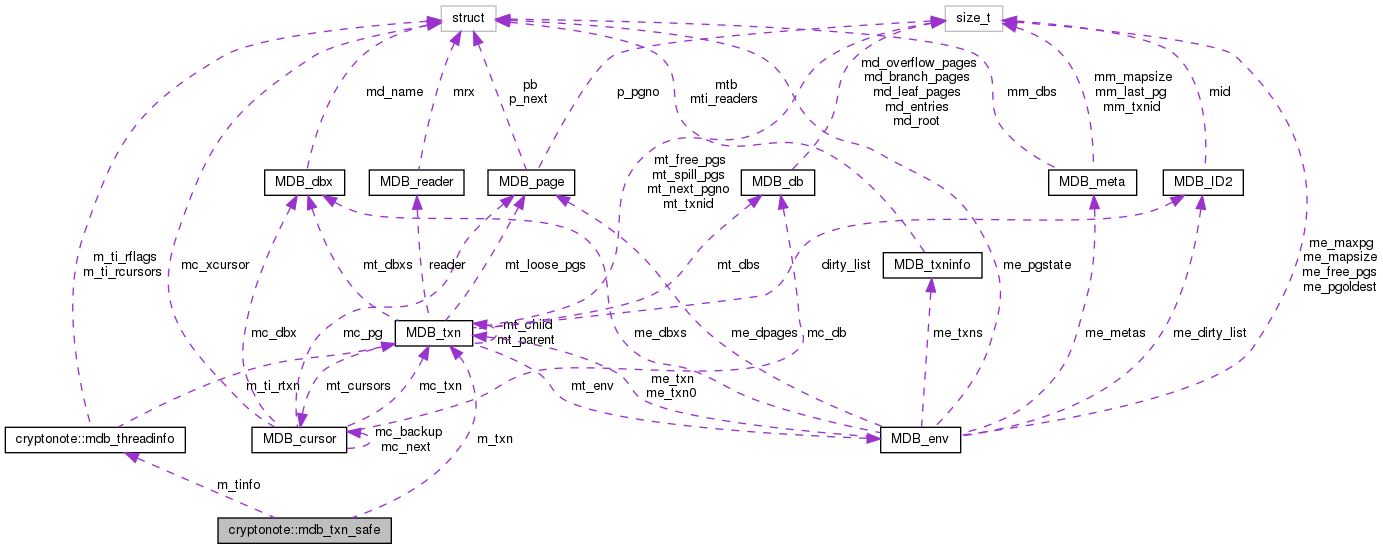 struct
size_t
md_name
mrx
pb
p_next
p_pgno
mtb
mti_readers
md_overflow_pages
md_branch_pages
md_leaf_pages
md_entries
md_root
mm_dbs
mm_mapsize
mm_last_pg
mm_txnid
mid
MDB_dbx
MDB_reader
MDB_page
mt_free_pgs
mt_spill_pgs
mt_next_pgno
mt_txnid
MDB_db
MDB_meta
MDB_ID2
m_ti_rflags
m_ti_rcursors
mc_xcursor
mt_dbxs
reader
mt_loose_pgs
mt_dbs
dirty_list
MDB_txninfo
me_pgstate
me_maxpg
me_mapsize
me_free_pgs
me_pgoldest
mc_dbx
mc_pg
MDB_txn
mt_child
mt_parent
me_dbxs
me_dpages
mc_db
me_txns
me_metas
me_dirty_list
m_ti_rtxn
mt_cursors
mc_txn
mt_env
me_txn
me_txn0
cryptonote::mdb_threadinfo
MDB_cursor
mc_backup
mc_next
m_txn
MDB_env
m_tinfo
cryptonote::mdb_txn_safe